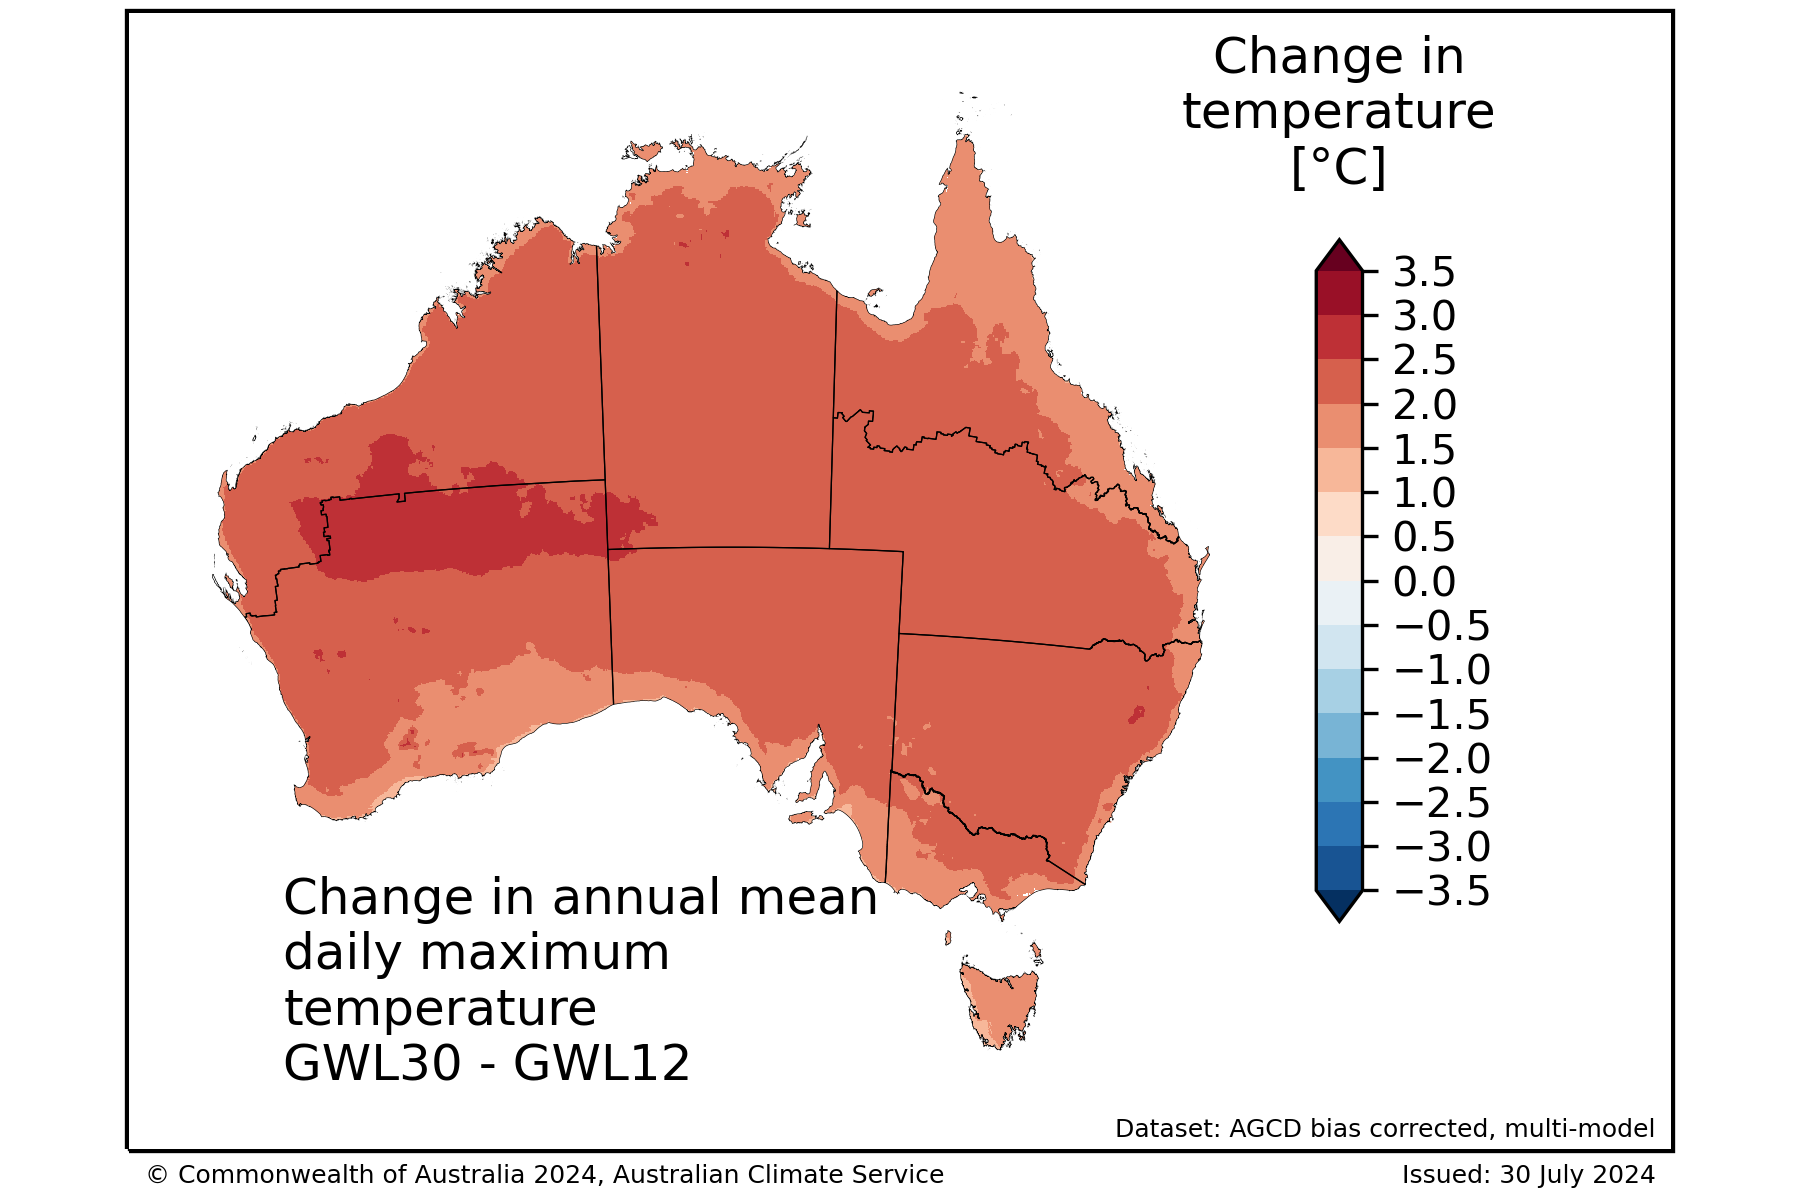 Change in
temperature
[°C]
3.5
3.0
2.5
2.0
1.5
1.0
0.5
0.0
−0.5
−1.0
−1.5
−2.0
−2.5
−3.0
−3.5
Change in annual mean
daily maximum
temperature
GWL30 - GWL12
Dataset: AGCD bias corrected, multi-model
© Commonwealth of Australia 2024, Australian Climate Service
Issued: 30 July 2024